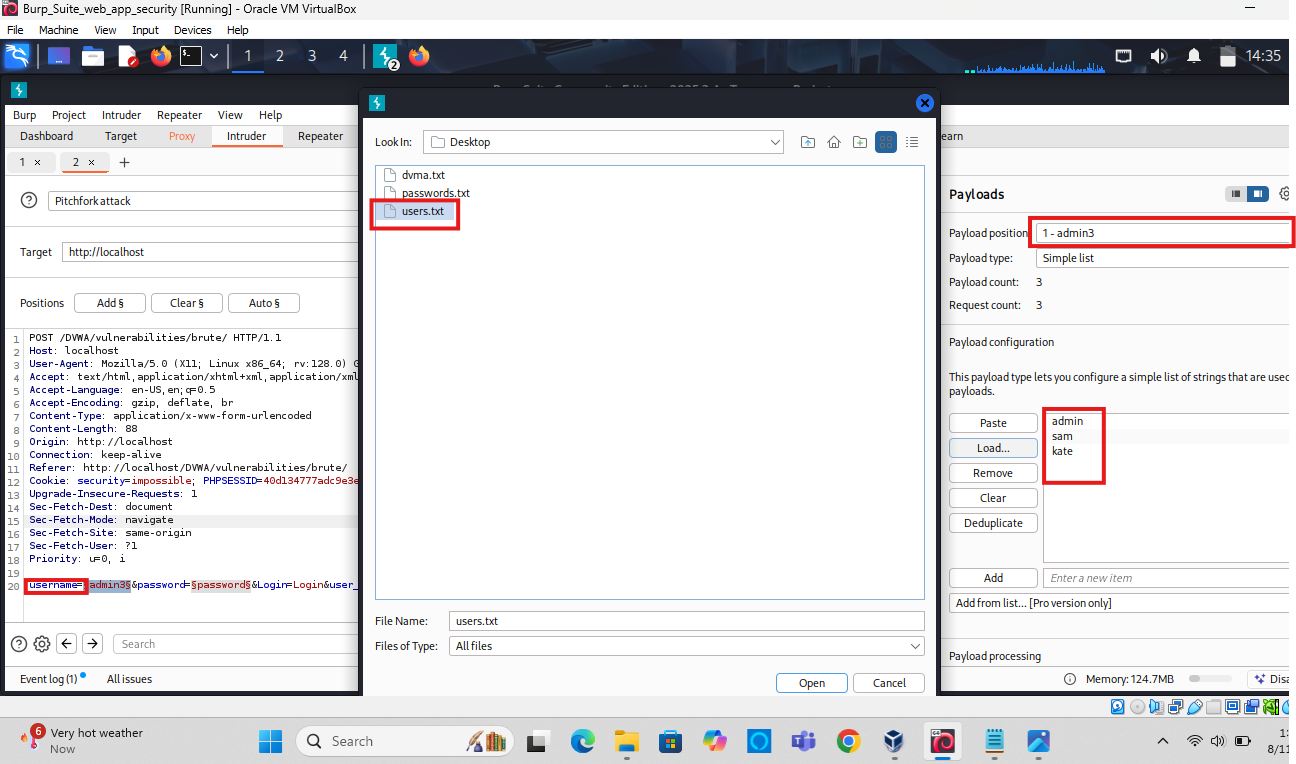 Burp_Suite_web_app_security [Running] - Oracle VM VirtualBox
File Machine View Input Devices Help
1 2 3 4 2 14:35
Burp Project Intruder Repeater View Help
Dashboard Target Proxy Intruder Repeater earn
1 × 2 × +
Look In: Desktop
dvma.txt
passwords.txt
users.txt
File Name: users.txt
Files of Type: All files
Open Cancel
Pitchfork attack
Target http://localhost
Positions Add § Clear § Auto §
1 POST /DVWA/vulnerabilities/brute/ HTTP/1.1
2 Host: localhost
3 User-Agent: Mozilla/5.0 (X11; Linux x86_64; rv:128.0) G
4 Accept: text/html,application/xhtml+xml,application/xml
5 Accept-Language: en-US,en;q=0.5
6 Accept-Encoding: gzip, deflate, br
7 Content-Type: application/x-www-form-urlencoded
8 Content-Length: 88
9 Origin: http://localhost
10 Connection: keep-alive
11 Referer: http://localhost/DVWA/vulnerabilities/brute/
12 Cookie: security=impossible; PHPSESSID=40d134777adc9e3e
13 Upgrade-Insecure-Requests: 1
14 Sec-Fetch-Dest: document
15 Sec-Fetch-Mode: navigate
16 Sec-Fetch-Site: same-origin
17 Sec-Fetch-User: ?1
18 Priority: u=0, i
19
20 username=§admin3§&password=§password§&Login=Login&user_
Search
Event log (1) All issues
Payloads
Payload position 1 - admin3
Payload type: Simple list
Payload count: 3
Request count: 3
Payload configuration
This payload type lets you configure a simple list of strings that are used
payloads.
Paste
Load...
Remove
Clear
Deduplicate
admin
sam
kate
Add Enter a new item
Add from list... [Pro version only]
Payload processing
Memory: 124.7MB Disa
6 Very hot weather
Now
Search
1:
8/11